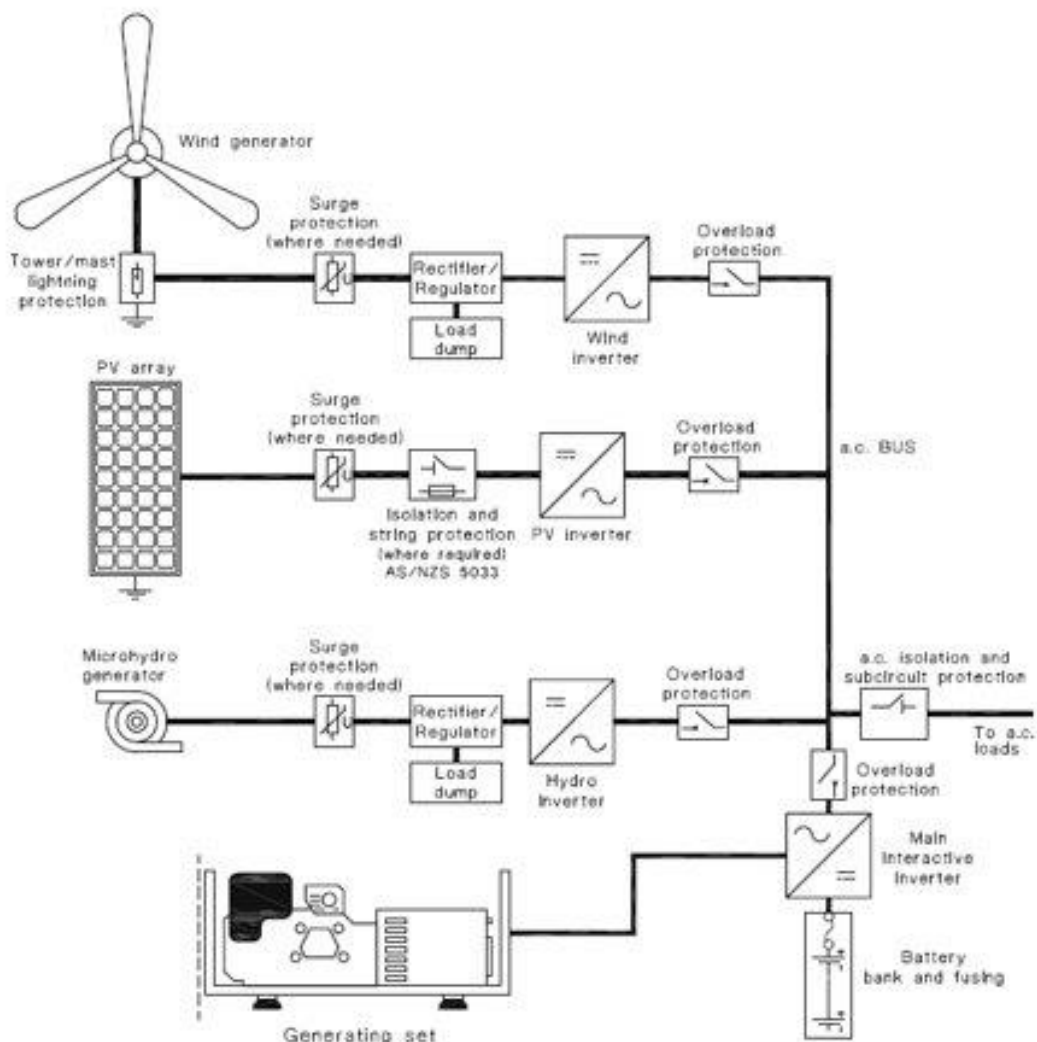 Wind generator
Surge
protection
(where needed)
Overload
protection
Tower/mast
lightning
protection
Rectifier/
Regulator
Load
dump
Wind
inverter
PV array
Surge
protection
(where needed)
Overload
protection
a.c. BUS
Isolation and
string protection
(where required)
AS/NZS 5033
PV inverter
Microhydro
generator
Surge
protection
(where needed)
Overload
protection
a.c. isolation and
subcircuit protection
Rectifier/
Regulator
Load
dump
Hydro
Inverter
To a.c.
loads
Overload
protection
Main
Interactive
Inverter
Battery
bank and fusing
Generating set